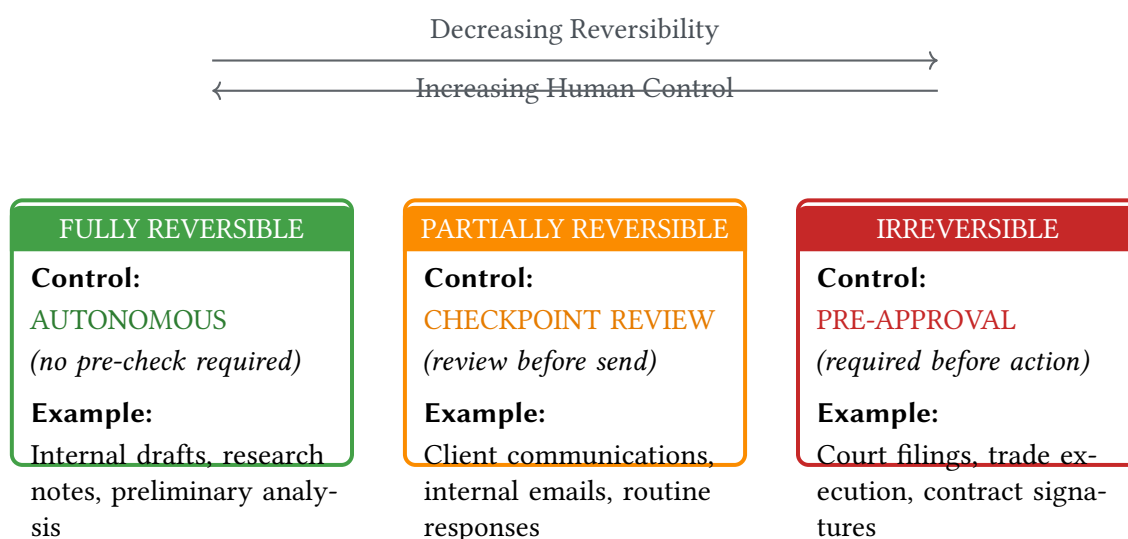 Decreasing Reversibility
Increasing Human Control
FULLY REVERSIBLE
Control:
AUTONOMOUS
(no pre-check required)
Example:
Internal drafts, research
notes, preliminary analy-
sis
PARTIALLY REVERSIBLE
Control:
CHECKPOINT REVIEW
(review before send)
Example:
Client communications,
internal emails, routine
responses
IRREVERSIBLE
Control:
PRE-APPROVAL
(required before action)
Example:
Court filings, trade ex-
ecution, contract signa-
tures